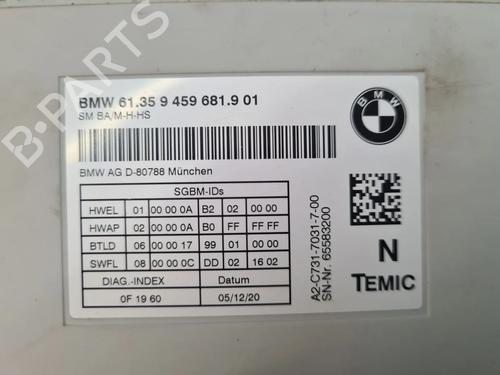 B-PARTS
BMW 61.35 9 459 681.9 01
SM BA/M-H-HS
BMW
BMW AG D-80788 München
SGBM-IDs
HWEL 01 00 00 0A B2 02 00 00
HWAP 02 00 00 0A B0 FF FF FF
BTLD 06 00 00 17 99 01 00 00
SWFL 08 00 00 0C DD 02 16 02
DIAG.-INDEX Datum
0F 19 60 05/12/20
A2-C731-7031-7-00
SN-Nr. 65583200
N
TEMIC